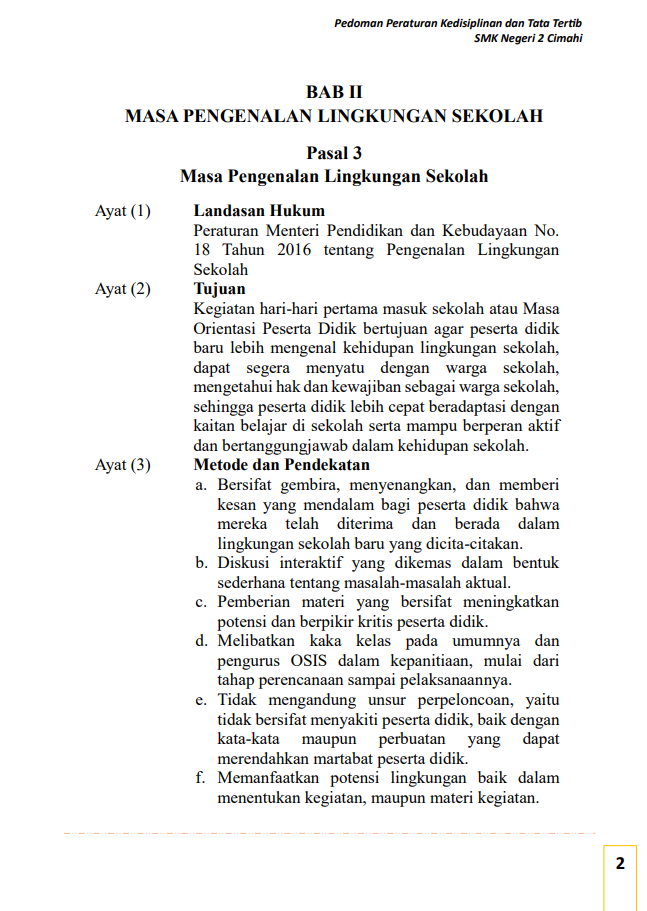 Pedoman Peraturan Kedisiplinan dan Tata Tertib
SMK Negeri 2 Cimahi
BAB II
MASA PENGENALAN LINGKUNGAN SEKOLAH
Pasal 3
Masa Pengenalan Lingkungan Sekolah
Ayat (1) Landasan Hukum
Peraturan Menteri Pendidikan dan Kebudayaan No.
18 Tahun 2016 tentang Pengenalan Lingkungan
Sekolah
Ayat (2) Tujuan
Kegiatan hari-hari pertama masuk sekolah atau Masa
Orientasi Peserta Didik bertujuan agar peserta didik
baru lebih mengenal kehidupan lingkungan sekolah,
dapat segera menyatu dengan warga sekolah,
mengetahui hak dan kewajiban sebagai warga sekolah,
sehingga peserta didik lebih cepat beradaptasi dengan
kaitan belajar di sekolah serta mampu berperan aktif
dan bertanggungjawab dalam kehidupan sekolah.
Ayat (3) Metode dan Pendekatan
a. Bersifat gembira, menyenangkan, dan memberi
kesan yang mendalam bagi peserta didik bahwa
mereka telah diterima dan berada dalam
lingkungan sekolah baru yang dicita-citakan.
b. Diskusi interaktif yang dikemas dalam bentuk
sederhana tentang masalah-masalah aktual.
c. Pemberian materi yang bersifat meningkatkan
potensi dan berpikir kritis peserta didik.
d. Melibatkan kaka kelas pada umumnya dan
pengurus OSIS dalam kepanitiaan, mulai dari
tahap perencanaan sampai pelaksanaannya.
e. Tidak mengandung unsur perpeloncoan, yaitu
tidak bersifat menyakiti peserta didik, baik dengan
kata-kata maupun perbuatan yang dapat
merendahkan martabat peserta didik.
f. Memanfaatkan potensi lingkungan baik dalam
menentukan kegiatan, maupun materi kegiatan.
2